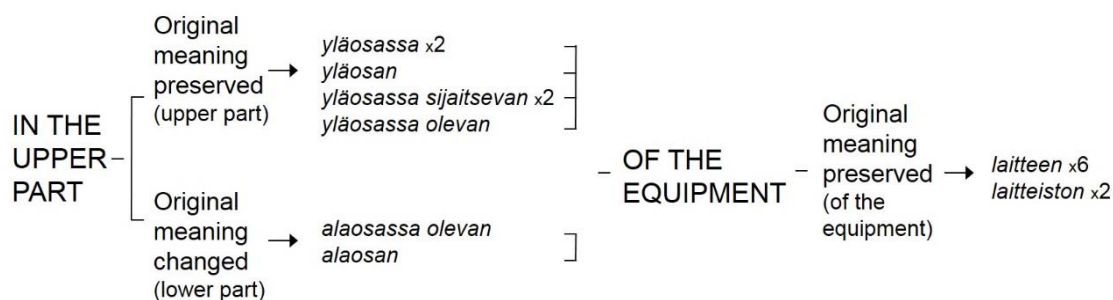 IN THE
UPPER
PART
Original
meaning
preserved
(upper part)
yläosassa x2
yläosan
yläosassa sijaitsevan x2
yläosassa olevan
Original
meaning
changed
(lower part)
alaosassa olevan
alaosan
OF THE
EQUIPMENT
Original
meaning
preserved
(of the
equipment)
laitteen x6
laitteiston x2